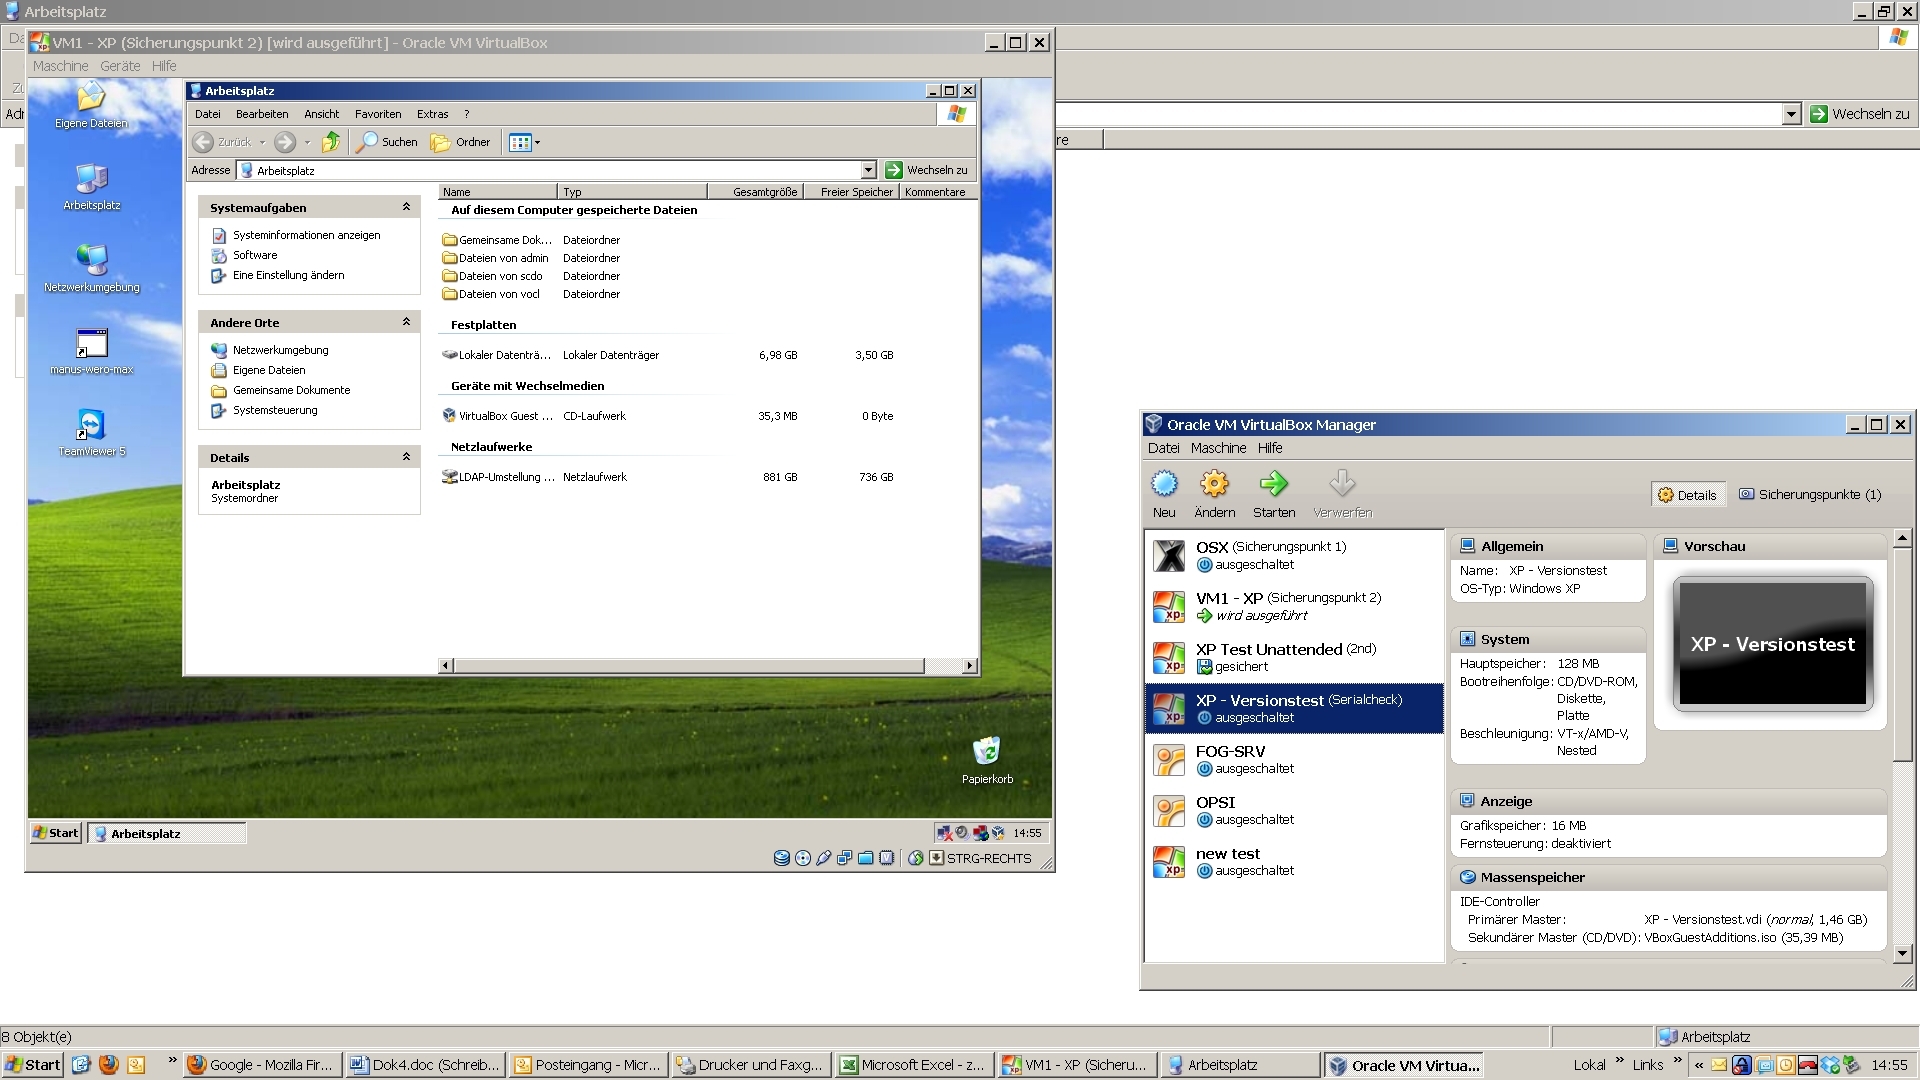 Arbeitsplatz
VM1 - XP (Sicherungspunkt 2) [wird ausgeführt] - Oracle VM VirtualBox
Maschine Geräte Hilfe
Wechseln zu
Eigene Dateien
Arbeitsplatz
Netzwerkumgebung
manus-wero-max
TeamViewer 5
Papierkorb
Arbeitsplatz
Datei Bearbeiten Ansicht Favoriten Extras ?
Zurück Suchen Ordner
Adresse Arbeitsplatz Wechseln zu
Systemaufgaben
Systeminformationen anzeigen
Software
Eine Einstellung ändern
Andere Orte
Netzwerkumgebung
Eigene Dateien
Gemeinsame Dokumente
Systemsteuerung
Details
Arbeitsplatz
Systemordner
Name Typ Gesamtgröße Freier Speicher Kommentare
Auf diesem Computer gespeicherte Dateien
Gemeinsame Dok... Dateiordner
Dateien von admin Dateiordner
Dateien von scdo Dateiordner
Dateien von vocl Dateiordner
Festplatten
Lokaler Datenträ... Lokaler Datenträger 6,98 GB 3,50 GB
Geräte mit Wechselmedien
VirtualBox Guest ... CD-Laufwerk 35,3 MB 0 Byte
Netzlaufwerke
LDAP-Umstellung ... Netzlaufwerk 881 GB 736 GB
Start Arbeitsplatz 14:55
STRG-RECHTS
Oracle VM VirtualBox Manager
Datei Maschine Hilfe
Neu Ändern Starten Verwerfen
Details Sicherungspunkte (1)
OSX (Sicherungspunkt 1)
ausgeschaltet
VM1 - XP (Sicherungspunkt 2)
wird ausgeführt
XP Test Unattended (2nd)
gesichert
XP - Versionstest (Serialcheck)
ausgeschaltet
FOG-SRV
ausgeschaltet
OPSI
ausgeschaltet
new test
ausgeschaltet
Allgemein
Name: XP - Versionstest
OS-Typ: Windows XP
System
Hauptspeicher: 128 MB
Bootreihenfolge: CD/DVD-ROM,
Diskette,
Platte
Beschleunigung: VT-x/AMD-V,
Nested
Vorschau
XP - Versionstest
Anzeige
Grafikspeicher: 16 MB
Fernsteuerung: deaktiviert
Massenspeicher
IDE-Controller
Primärer Master: XP - Versionstest.vdi (normal, 1,46 GB)
Sekundärer Master (CD/DVD): VBoxGuestAdditions.iso (35,39 MB)
8 Objekt(e) Arbeitsplatz
Start » Google - Mozilla Fir... Dok4.doc (Schreib... Posteingang - Micr... Drucker und Faxg... Microsoft Excel - z... VM1 - XP (Sicheru... Arbeitsplatz Oracle VM Virtua... Lokal » Links » « 14:55